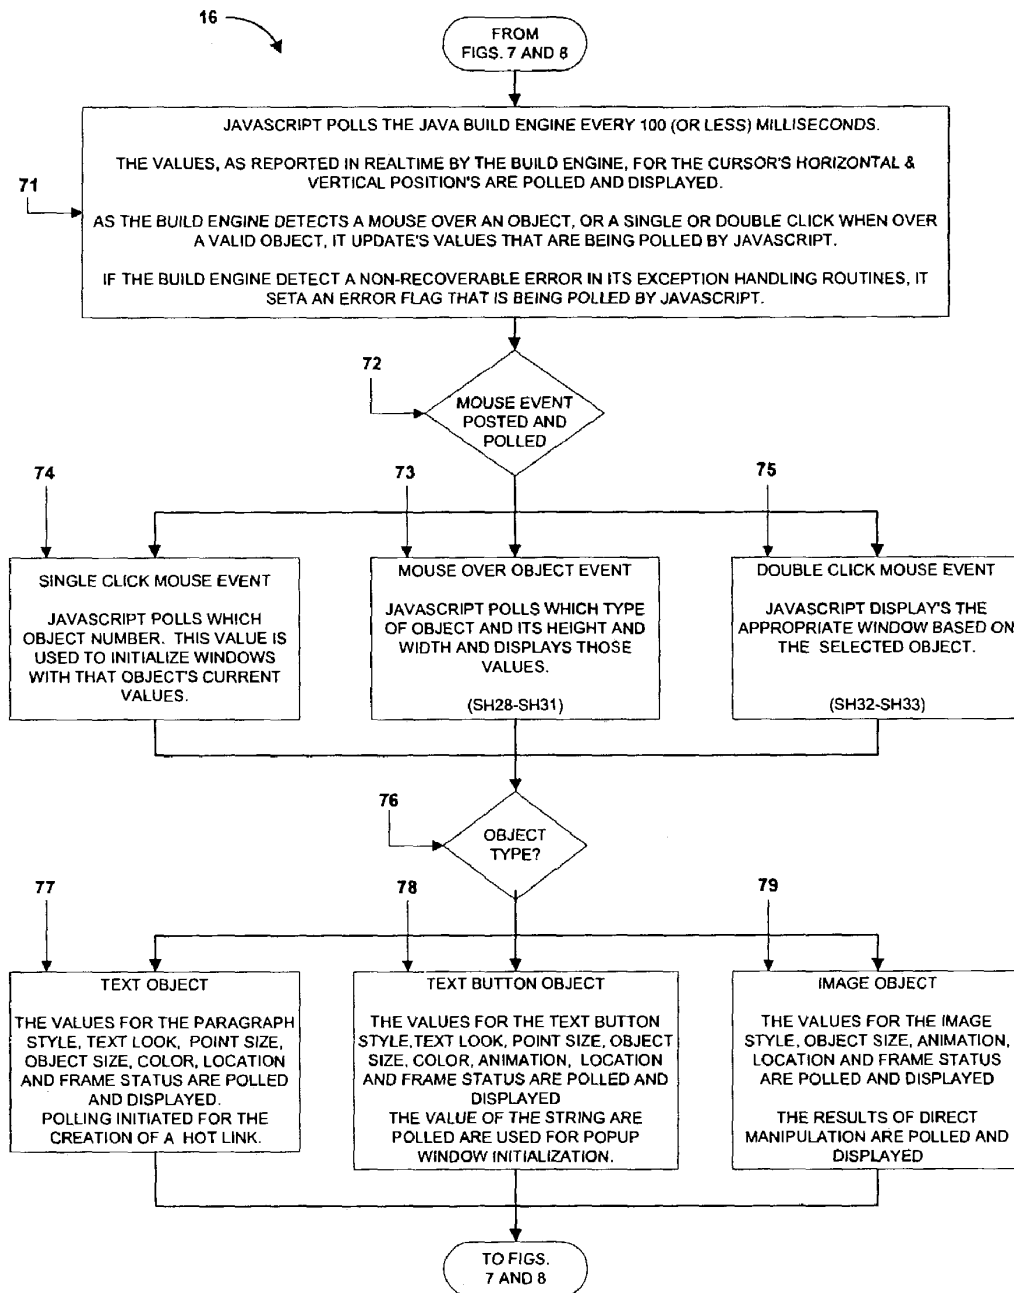 16
FROM
FIGS. 7 AND 8
JAVASCRIPT POLLS THE JAVA BUILD ENGINE EVERY 100 (OR LESS) MILLISECONDS.
THE VALUES, AS REPORTED IN REALTIME BY THE BUILD ENGINE, FOR THE CURSOR'S HORIZONTAL &
VERTICAL POSITION'S ARE POLLED AND DISPLAYED.
71
AS THE BUILD ENGINE DETECTS A MOUSE OVER AN OBJECT, OR A SINGLE OR DOUBLE CLICK WHEN OVER
A VALID OBJECT, IT UPDATE'S VALUES THAT ARE BEING POLLED BY JAVASCRIPT.
IF THE BUILD ENGINE DETECT A NON-RECOVERABLE ERROR IN ITS EXCEPTION HANDLING ROUTINES, IT
SETA AN ERROR FLAG THAT IS BEING POLLED BY JAVASCRIPT.
72
MOUSE EVENT
POSTED AND
POLLED
74
SINGLE CLICK MOUSE EVENT
JAVASCRIPT POLLS WHICH
OBJECT NUMBER. THIS VALUE IS
USED TO INITIALIZE WINDOWS
WITH THAT OBJECT'S CURRENT
VALUES.
73
MOUSE OVER OBJECT EVENT
JAVASCRIPT POLLS WHICH TYPE
OF OBJECT AND ITS HEIGHT AND
WIDTH AND DISPLAYS THOSE
VALUES.
(SH28-SH31)
75
DOUBLE CLICK MOUSE EVENT
JAVASCRIPT DISPLAY'S THE
APPROPRIATE WINDOW BASED ON
THE SELECTED OBJECT.
(SH32-SH33)
76
OBJECT
TYPE?
77
TEXT OBJECT
THE VALUES FOR THE PARAGRAPH
STYLE, TEXT LOOK, POINT SIZE,
OBJECT SIZE, COLOR, LOCATION
AND FRAME STATUS ARE POLLED
AND DISPLAYED.
POLLING INITIATED FOR THE
CREATION OF A HOT LINK.
78
TEXT BUTTON OBJECT
THE VALUES FOR THE TEXT BUTTON
STYLE,TEXT LOOK, POINT SIZE, OBJECT
SIZE, COLOR, ANIMATION, LOCATION
AND FRAME STATUS ARE POLLED AND
DISPLAYED
THE VALUE OF THE STRING ARE
POLLED ARE USED FOR POPUP
WINDOW INITIALIZATION.
79
IMAGE OBJECT
THE VALUES FOR THE IMAGE
STYLE, OBJECT SIZE, ANIMATION,
LOCATION AND FRAME STATUS
ARE POLLED AND DISPLAYED
THE RESULTS OF DIRECT
MANIPULATION ARE POLLED AND
DISPLAYED
TO FIGS.
7 AND 8